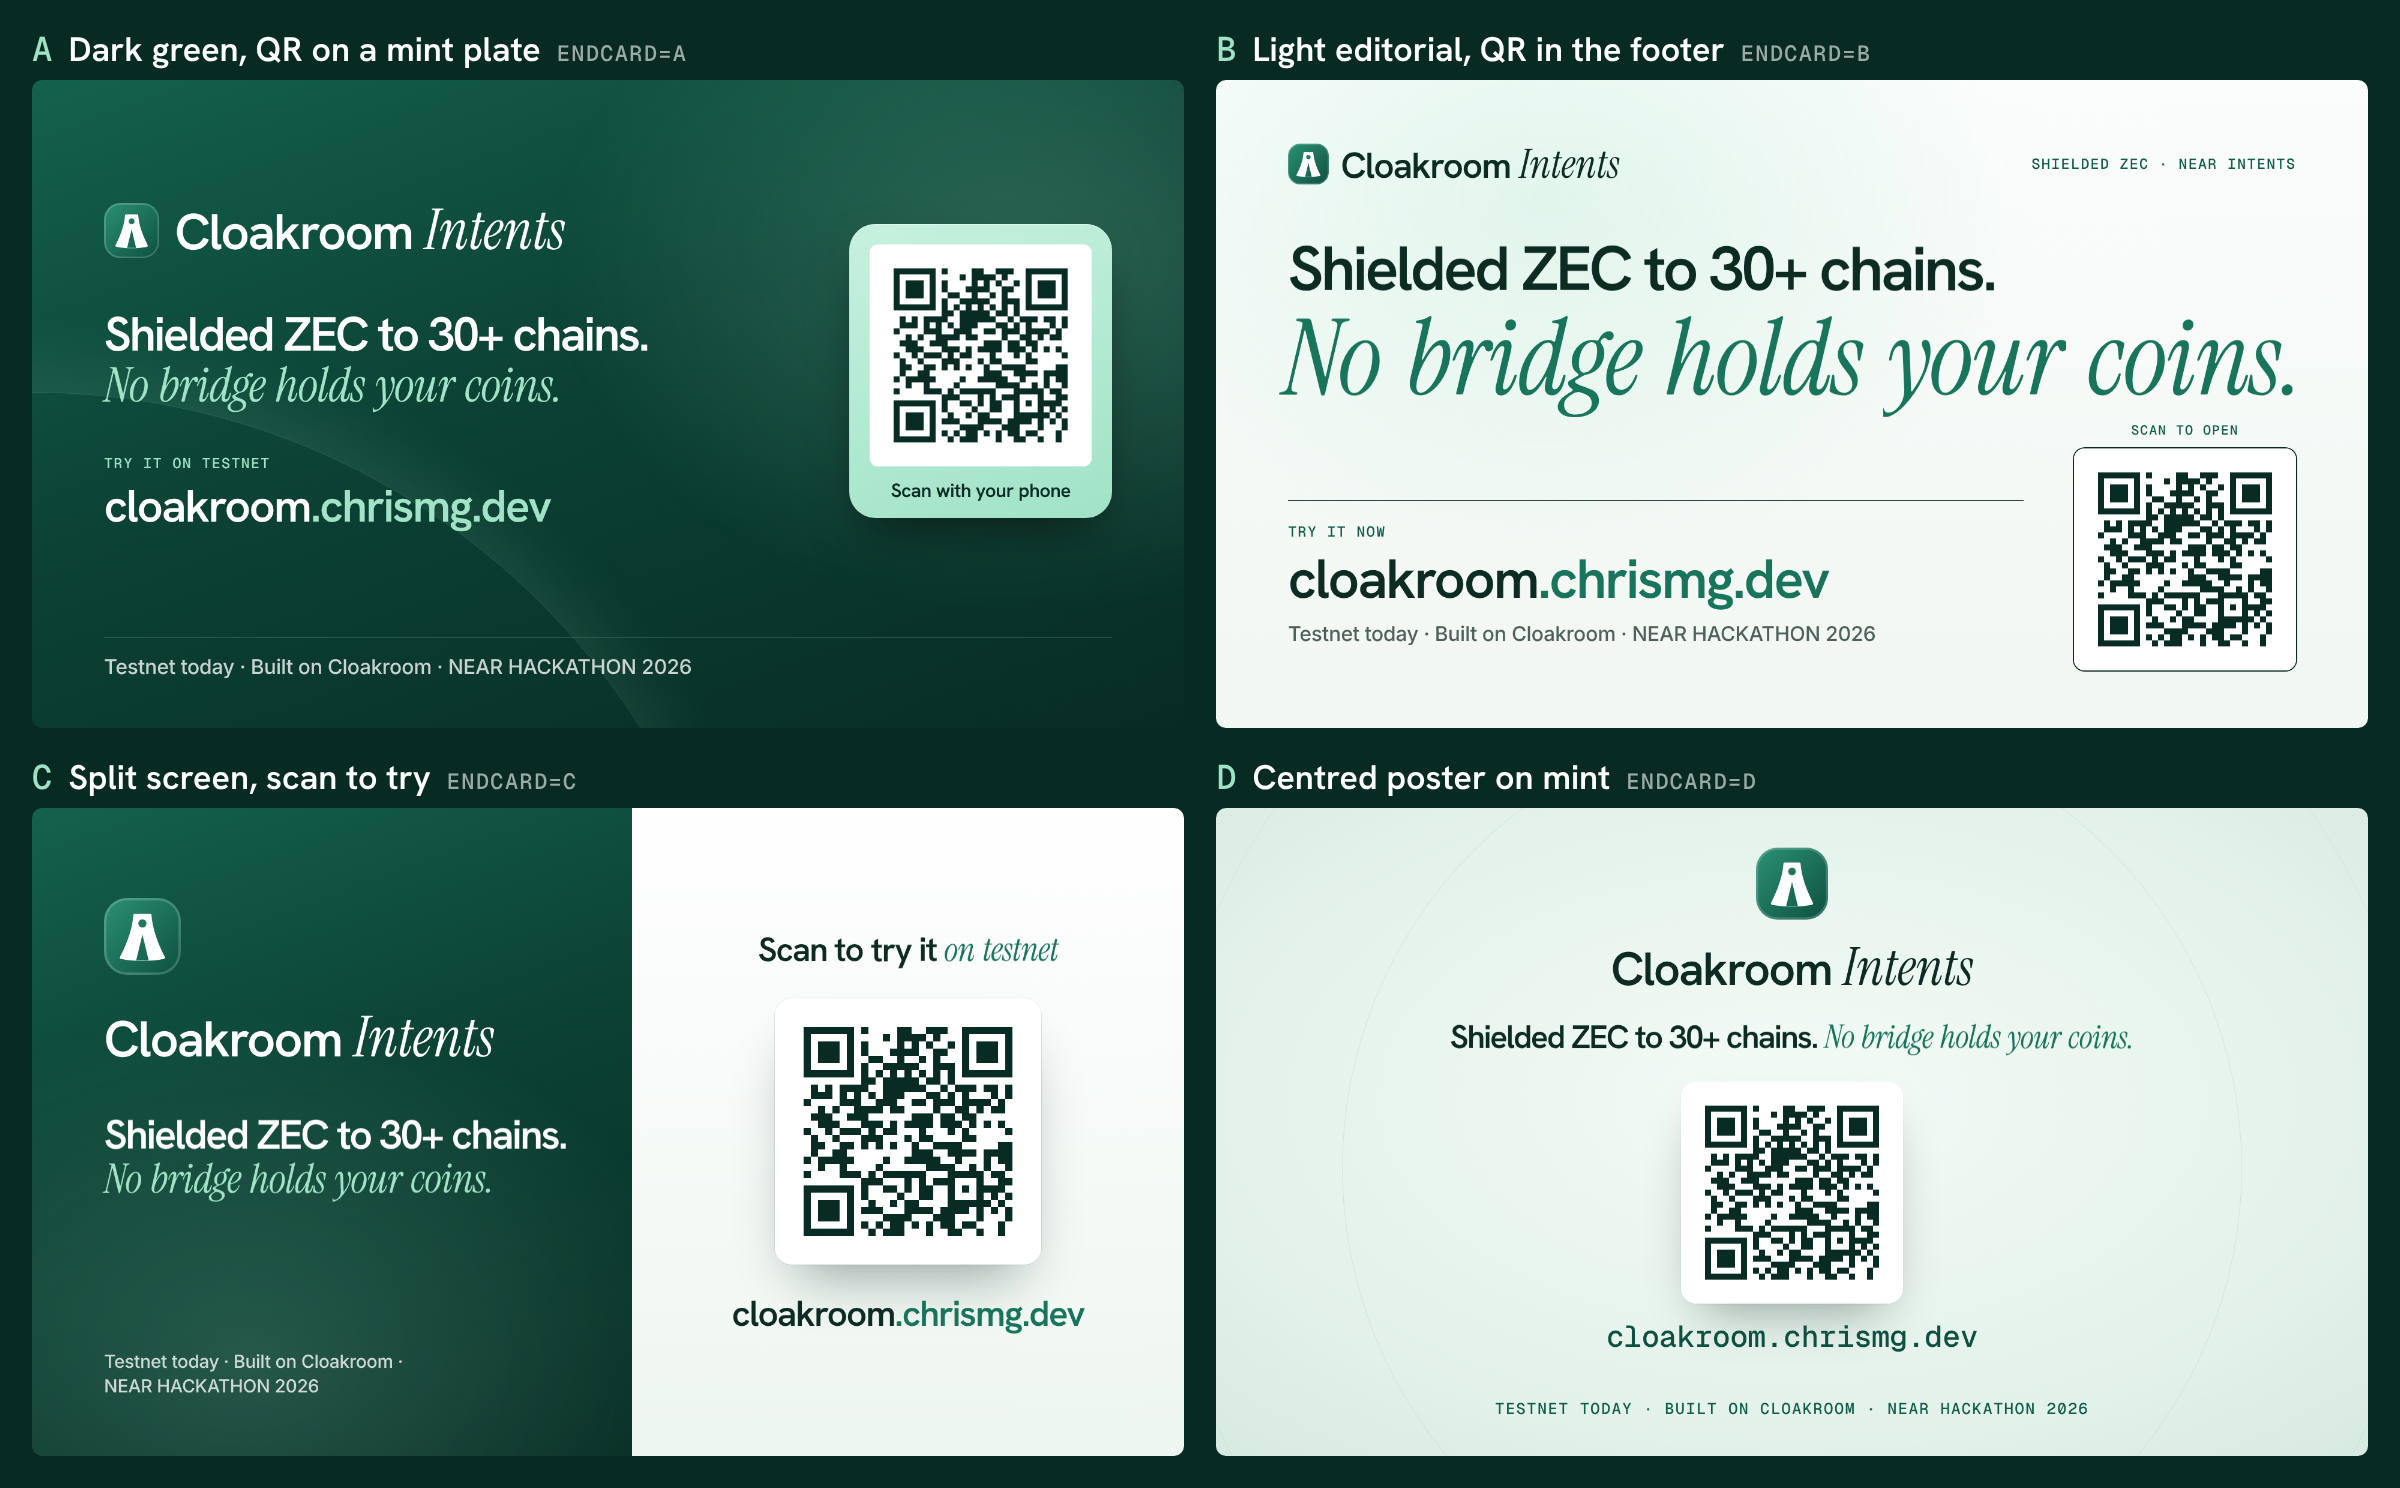 A Dark green, QR on a mint plate ENDCARD=A
Cloakroom Intents
Shielded ZEC to 30+ chains.
No bridge holds your coins.
TRY IT ON TESTNET
cloakroom.chrismg.dev
Scan with your phone
Testnet today · Built on Cloakroom · NEAR HACKATHON 2026
B Light editorial, QR in the footer ENDCARD=B
Cloakroom Intents
SHIELDED ZEC · NEAR INTENTS
Shielded ZEC to 30+ chains.
No bridge holds your coins.
SCAN TO OPEN
TRY IT NOW
cloakroom.chrismg.dev
Testnet today · Built on Cloakroom · NEAR HACKATHON 2026
C Split screen, scan to try ENDCARD=C
Cloakroom Intents
Shielded ZEC to 30+ chains.
No bridge holds your coins.
Testnet today · Built on Cloakroom ·
NEAR HACKATHON 2026
Scan to try it on testnet
cloakroom.chrismg.dev
D Centred poster on mint ENDCARD=D
Cloakroom Intents
Shielded ZEC to 30+ chains. No bridge holds your coins.
cloakroom.chrismg.dev
TESTNET TODAY · BUILT ON CLOAKROOM · NEAR HACKATHON 2026